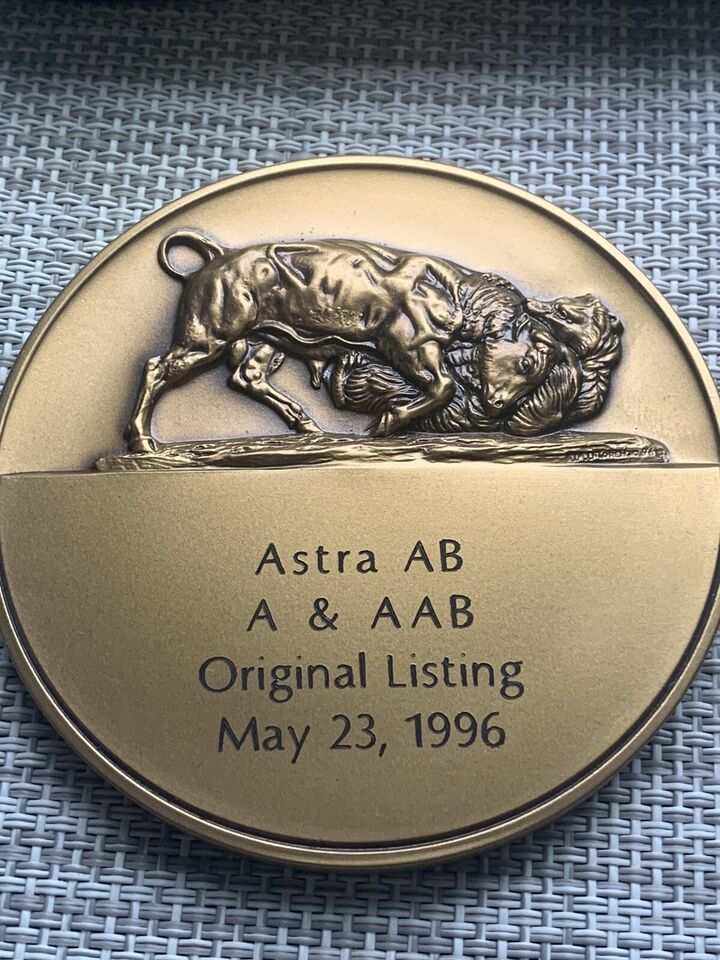 Astra AB
A & AAB
Original Listing
May 23, 1996